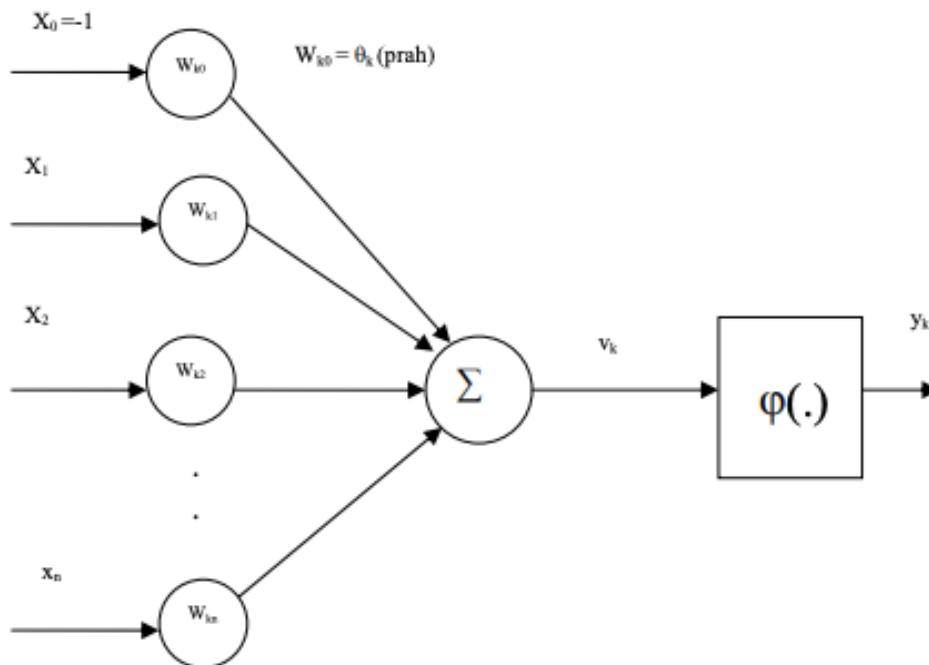 X₀=-1
Wₖ₀
Wₖ₀ = θₖ (prah)
X₁
Wₖ₁
X₂
Wₖ₂
Σ
vₖ
φ(.)
yₖ
.
.
xₙ
Wₖₙ